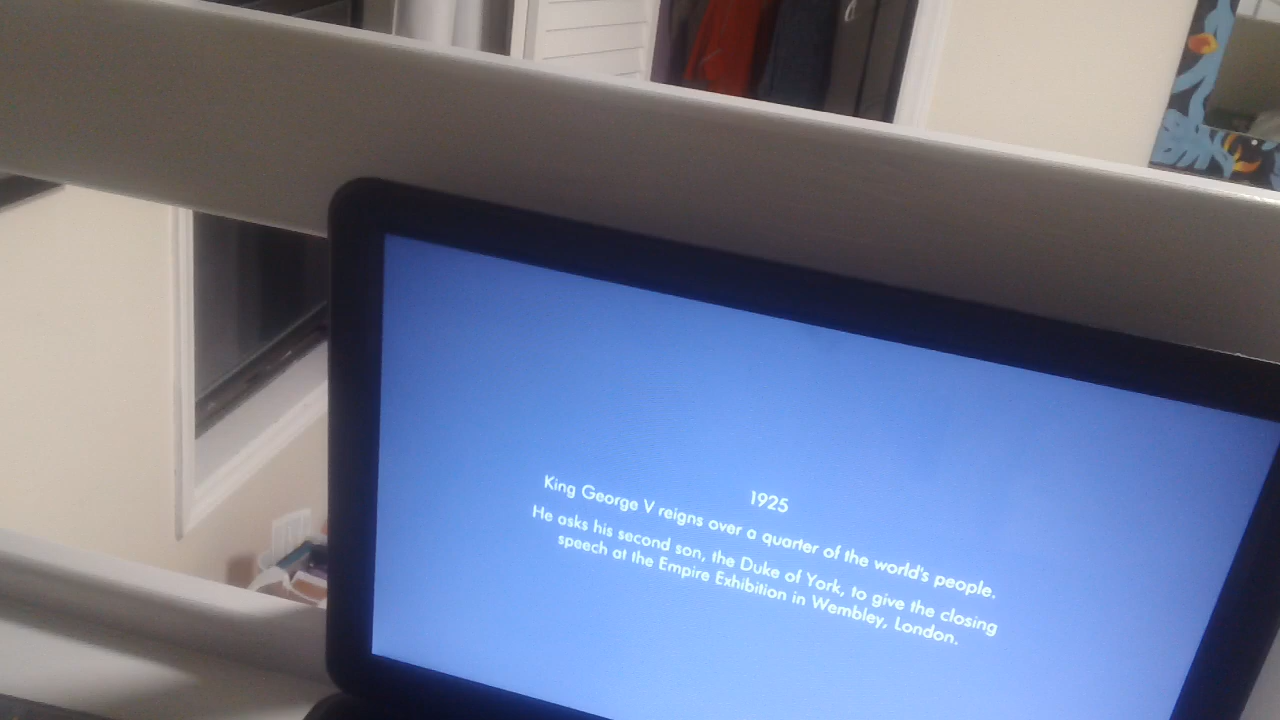 1925
King George V reigns over a quarter of the world's people.
He asks his second son, the Duke of York, to give the closing
speech at the Empire Exhibition in Wembley, London.